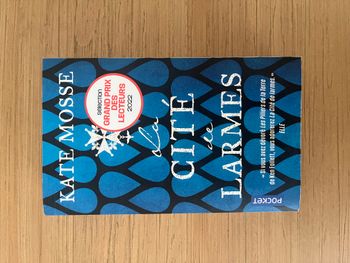 KATE MOSSE
sélection
GRAND PRIX
DES
LECTEURS
2022
La
CITÉ
de
LARMES
« Si vous avez dévoré Les Piliers de la Terre
de Ken Follett, vous adorerez La Cité de larmes. »
ELLE
POCKET